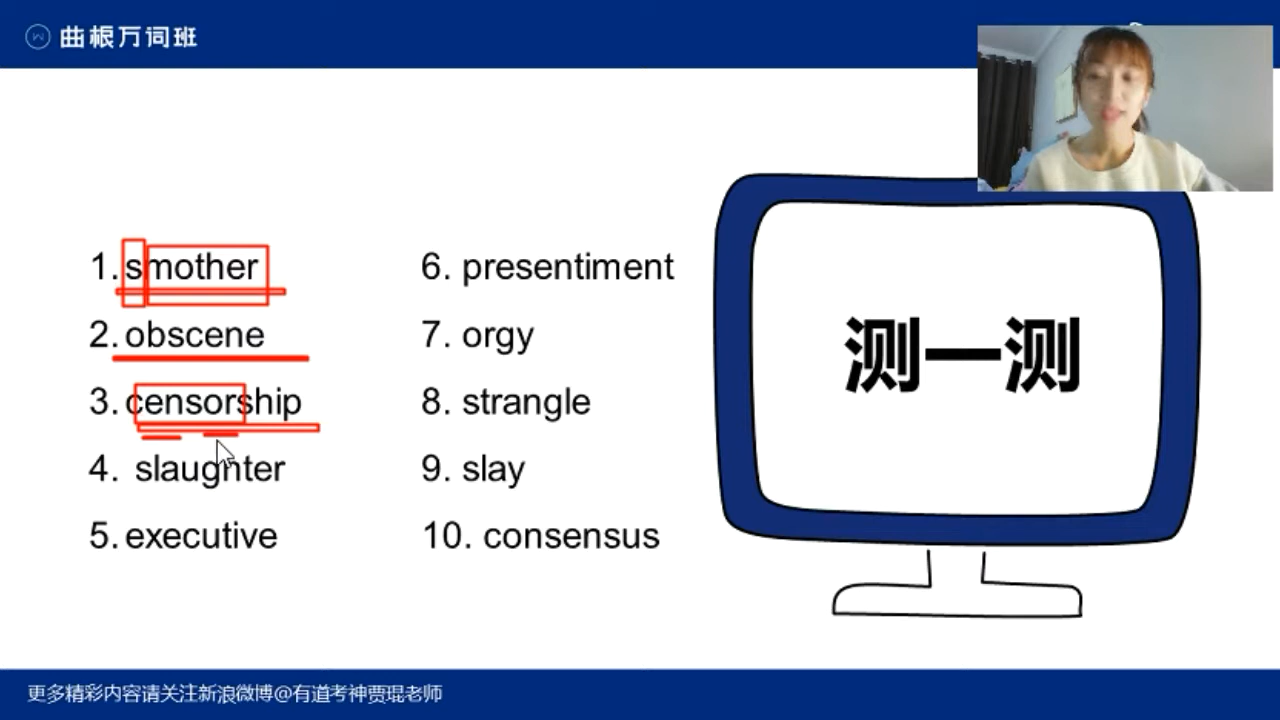 曲根万词班
1. smother
2. obscene
3. censorship
4. slaughter
5. executive
6. presentiment
7. orgy
8. strangle
9. slay
10. consensus
测一测
更多精彩内容请关注新浪微博@有道考神贾琨老师